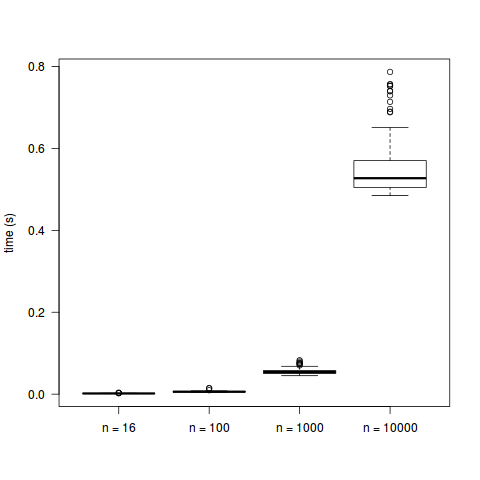 0.8
0.6
0.4
0.2
0.0
time (s)
n = 16
n = 100
n = 1000
n = 10000